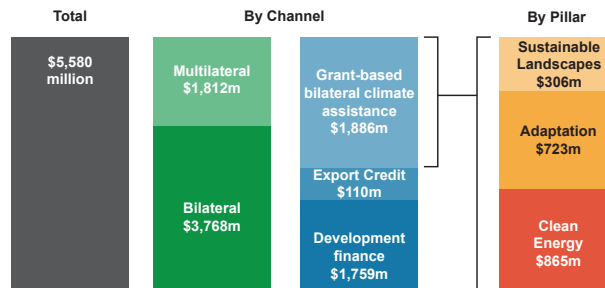 Total
By Channel
By Pillar
$5,580
million
Multilateral
$1,812m
Bilateral
$3,768m
Grant-based
bilateral climate
assistance
$1,886m
Export Credit
$110m
Development
finance
$1,759m
Sustainable
Landscapes
$306m
Adaptation
$723m
Clean
Energy
$865m